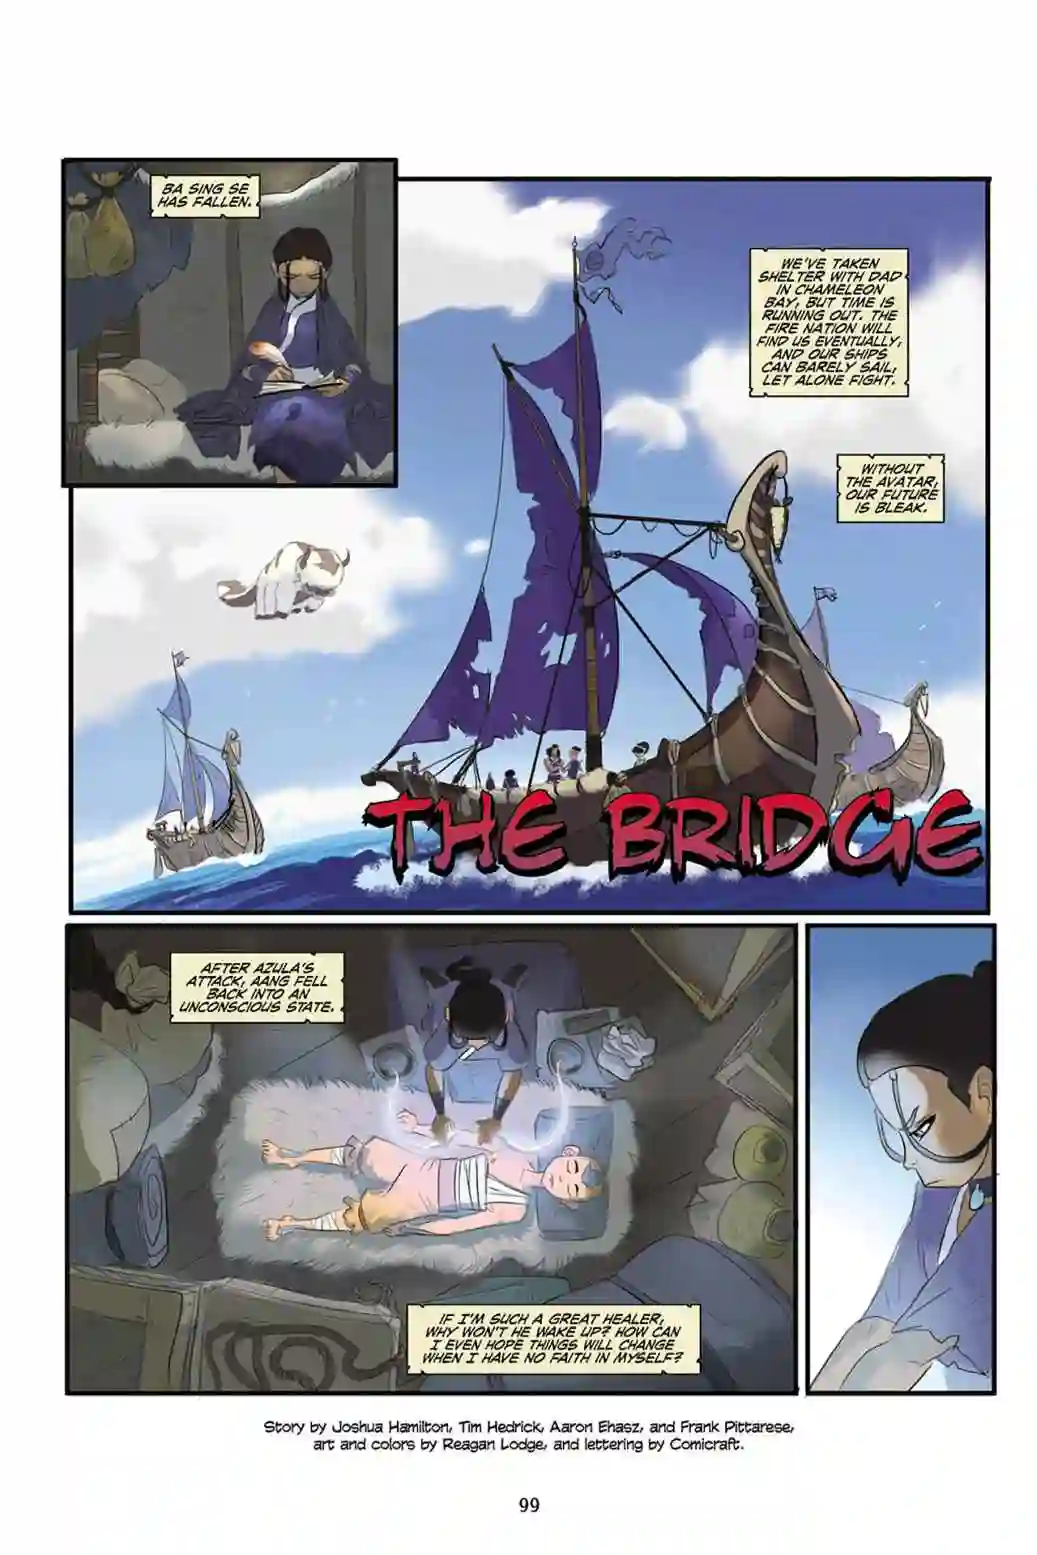 BA SING SE
HAS FALLEN.
WE'VE TAKEN
SHELTER WITH DAD
IN CHAMELEON
BAY, BUT TIME IS
RUNNING OUT. THE
FIRE NATION WILL
FIND US EVENTUALLY,
AND OUR SHIPS
CAN BARELY SAIL,
LET ALONE FIGHT.
WITHOUT
THE AVATAR,
OUR FUTURE
IS BLEAK.
THE BRIDGE
AFTER AZULA'S
ATTACK, AANG FELL
BACK INTO AN
UNCONSCIOUS STATE.
IF I'M SUCH A GREAT HEALER,
WHY WON'T HE WAKE UP? HOW CAN
I EVEN HOPE THINGS WILL CHANGE
WHEN I HAVE NO FAITH IN MYSELF?
Story by Joshua Hamilton, Tim Hedrick, Aaron Ehasz, and Frank Pittarese,
art and colors by Reagan Lodge, and lettering by Comicraft.
99